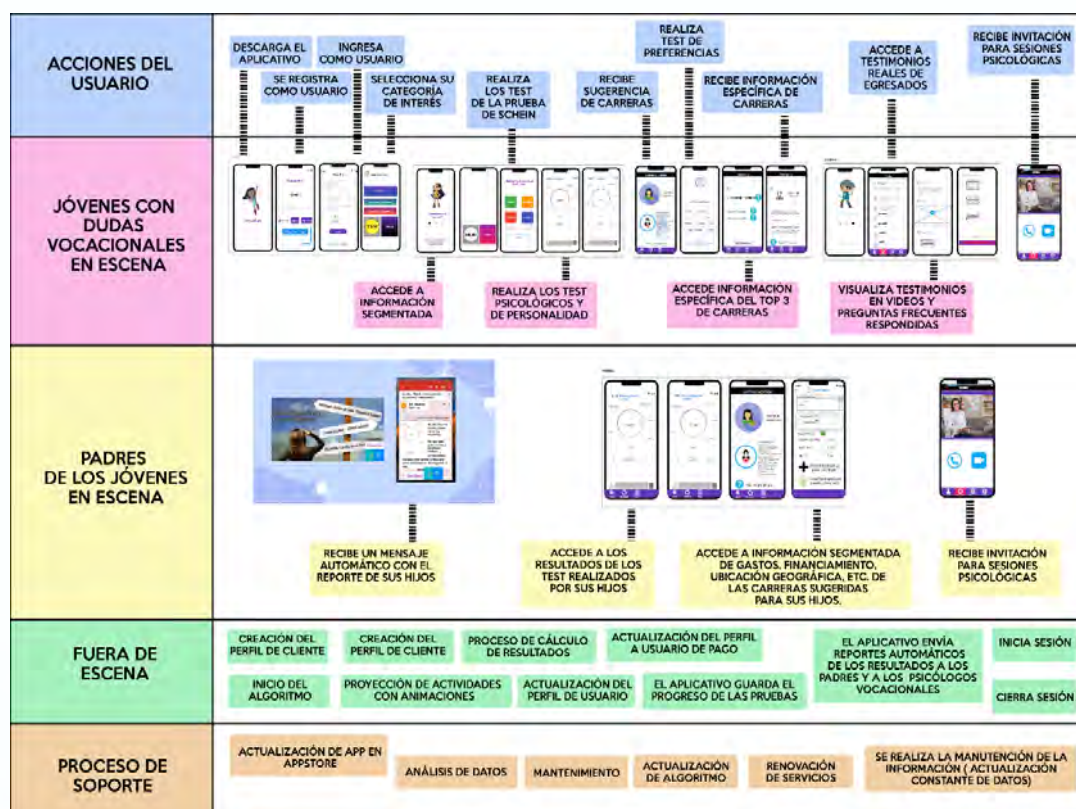 ACCIONES DEL
USUARIO
DESCARGA EL
APLICATIVO
SE REGISTRA
COMO USUARIO
INGRESA
COMO USUARIO
SELECCIONA SU
CATEGORÍA
DE INTERÉS
REALIZA
LOS TEST
DE LA PRUEBA
DE SCHEIN
RECIBE
SUGERENCIA
DE CARRERAS
REALIZA
TEST DE
PREFERENCIAS
RECIBE INFORMACIÓN
ESPECÍFICA DE
CARRERAS
ACCEDE A
TESTIMONIOS
REALES DE
EGRESADOS
RECIBE INVITACIÓN
PARA SESIONES
PSICOLÓGICAS
JÓVENES CON
DUDAS
VOCACIONALES
EN ESCENA
ACCEDE A
INFORMACIÓN
SEGMENTADA
REALIZA LOS TEST
PSICOLÓGICOS Y
DE PERSONALIDAD
ACCEDE INFORMACIÓN
ESPECÍFICA DEL TOP 3
DE CARRERAS
VISUALIZA TESTIMONIOS
EN VIDEOS Y
PREGUNTAS FRECUENTES
RESPONDIDAS
PADRES
DE LOS JÓVENES
EN ESCENA
RECIBE UN MENSAJE
AUTOMÁTICO CON EL
REPORTE DE SUS HIJOS
ACCEDE A LOS
RESULTADOS DE LOS
TEST REALIZADOS
POR SUS HIJOS
ACCEDE A INFORMACIÓN SEGMENTADA
DE GASTOS, FINANCIAMIENTO,
UBICACIÓN GEOGRÁFICA, ETC. DE
LAS CARRERAS SUGERIDAS
PARA SUS HIJOS.
RECIBE INVITACIÓN
PARA SESIONES
PSICOLÓGICAS
FUERA DE
ESCENA
CREACIÓN DEL
PERFIL DE CLIENTE
CREACIÓN DEL
PERFIL DE CLIENTE
PROCESO DE CÁLCULO
DE RESULTADOS
ACTUALIZACIÓN DEL PERFIL
A USUARIO DE PAGO
EL APLICATIVO ENVÍA
REPORTES AUTOMÁTICOS
DE LOS RESULTADOS A LOS
PADRES Y A LOS PSICÓLOGOS
VOCACIONALES
INICIA SESIÓN
INICIO DEL
ALGORITMO
PROYECCIÓN DE ACTIVIDADES
CON ANIMACIONES
ACTUALIZACIÓN DEL
PERFIL DE USUARIO
EL APLICATIVO GUARDA EL
PROGRESO DE LAS PRUEBAS
CIERRA SESIÓN
PROCESO DE
SOPORTE
ACTUALIZACIÓN DE APP EN
APPSTORE
ANÁLISIS DE DATOS
MANTENIMIENTO
ACTUALIZACIÓN
DE ALGORITMO
RENOVACIÓN
DE SERVICIOS
SE REALIZA LA MANUTENCIÓN DE LA
INFORMACIÓN ( ACTUALIZACIÓN
CONSTANTE DE DATOS)